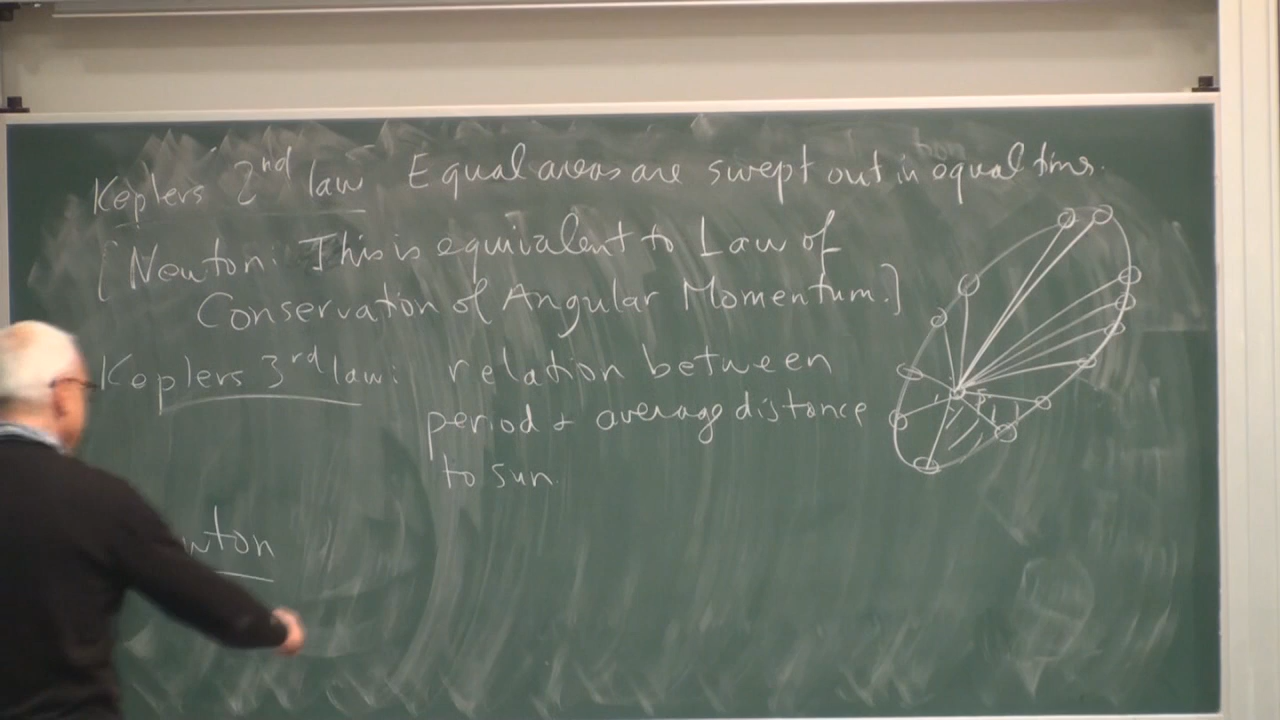 Keplers 2nd law Equal areas are swept out in equal times.
[Newton: This is equivalent to Law of
Conservation of Angular Momentum.]
Keplers 3rd law: relation between
period + average distance
to sun.
wton